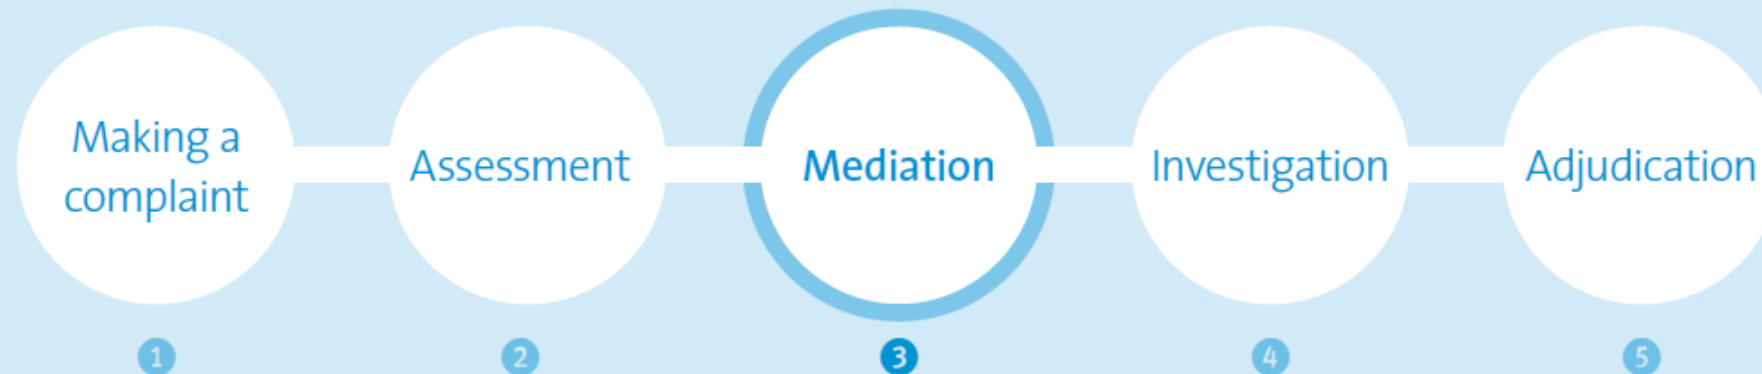 Making a
complaint
Assessment
Mediation
Investigation
Adjudication
1
2
3
4
5